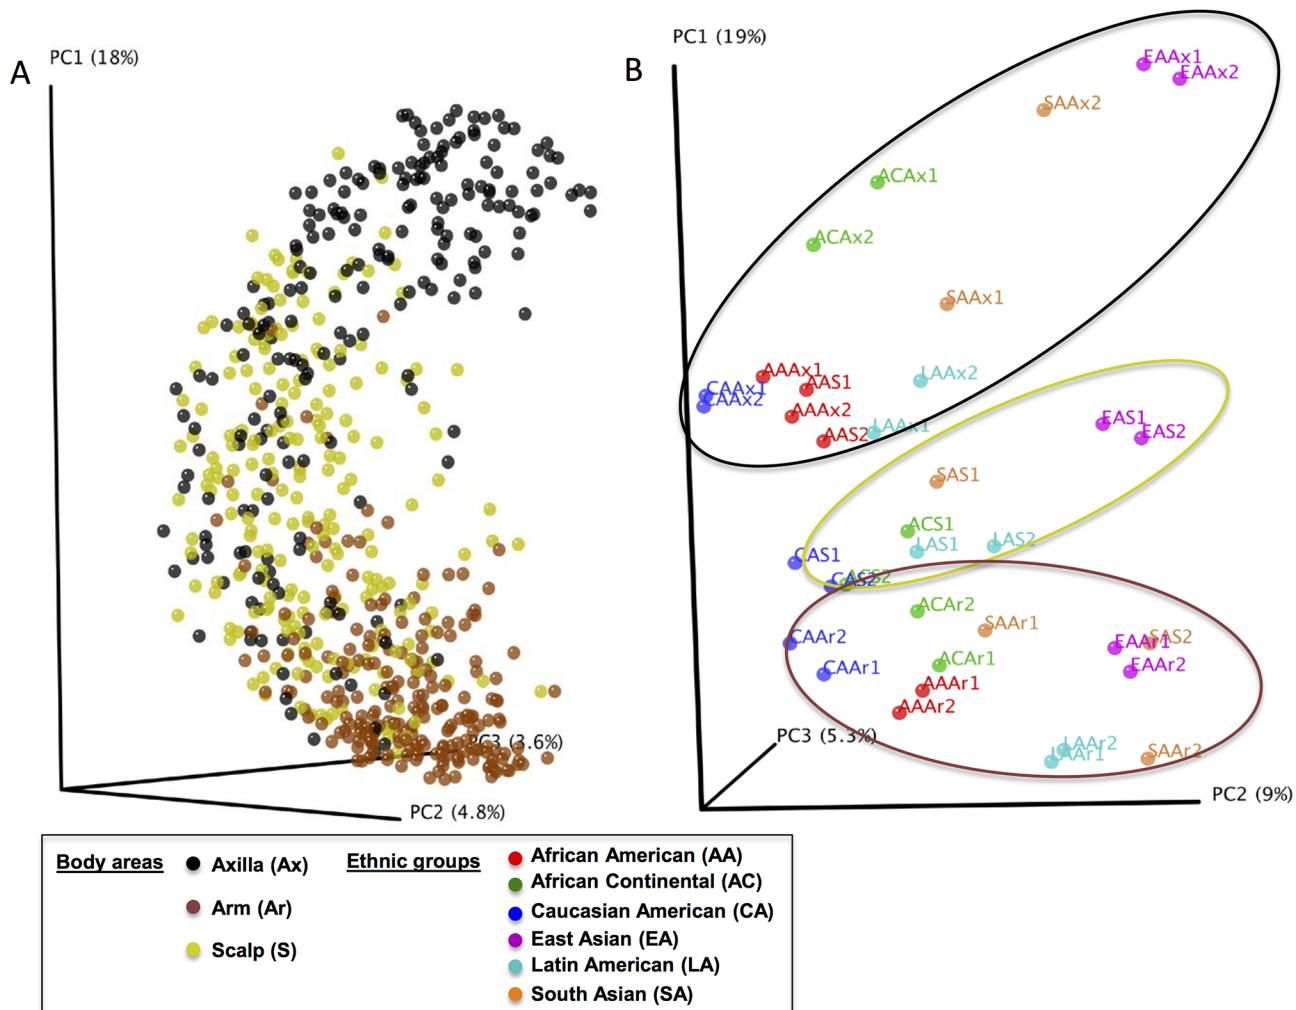 A
PC1 (18%)
PC3 (3.6%)
PC2 (4.8%)
B
PC1 (19%)
EAAx1
EAAx2
SAAx2
ACAx1
ACAx2
SAAx1
AAAx1
LAAx2
CAAx1
AAS1
CAAx2
AAAx2
LAAx1
AAS2
EAS1
EAS2
SAS1
ACS1
LAS1
LAS2
CAS1
CAS2
ACS2
ACAr2
SAAr1
CAAr2
EAAr1
SAS2
CAAr1
ACAr1
EAAr2
AAAr1
AAAr2
PC3 (5.3%)
LAAr2
LAAr1
SAAr2
PC2 (9%)
Body areas
Axilla (Ax)
Arm (Ar)
Scalp (S)
Ethnic groups
African American (AA)
African Continental (AC)
Caucasian American (CA)
East Asian (EA)
Latin American (LA)
South Asian (SA)